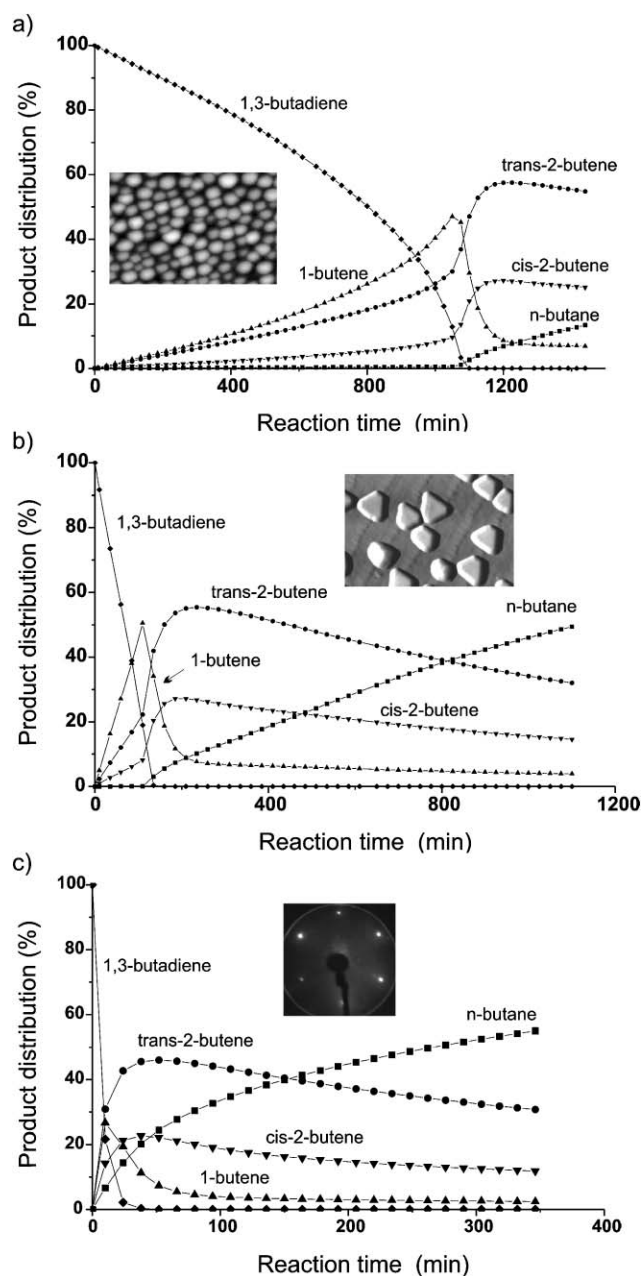 a)
100
80
60
40
20
0
Product distribution (%)
1,3-butadiene
trans-2-butene
1-butene
cis-2-butene
n-butane
0 400 800 1200
Reaction time (min)
b)
100
80
60
40
20
0
Product distribution (%)
1,3-butadiene
trans-2-butene
n-butane
1-butene
cis-2-butene
0 400 800 1200
Reaction time (min)
c)
100
80
60
40
20
0
Product distribution (%)
1,3-butadiene
n-butane
trans-2-butene
cis-2-butene
1-butene
0 100 200 300 400
Reaction time (min)